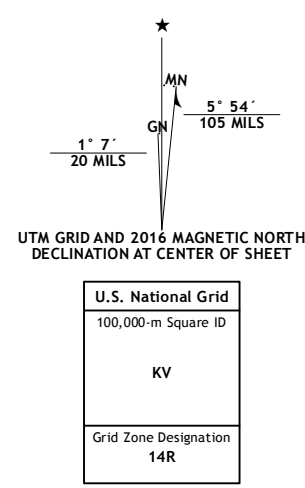 ★
MN
5° 54´
105 MILS
GN
1° 7´
20 MILS
UTM GRID AND 2016 MAGNETIC NORTH
DECLINATION AT CENTER OF SHEET
U.S. National Grid
100,000-m Square ID
KV
Grid Zone Designation
14R